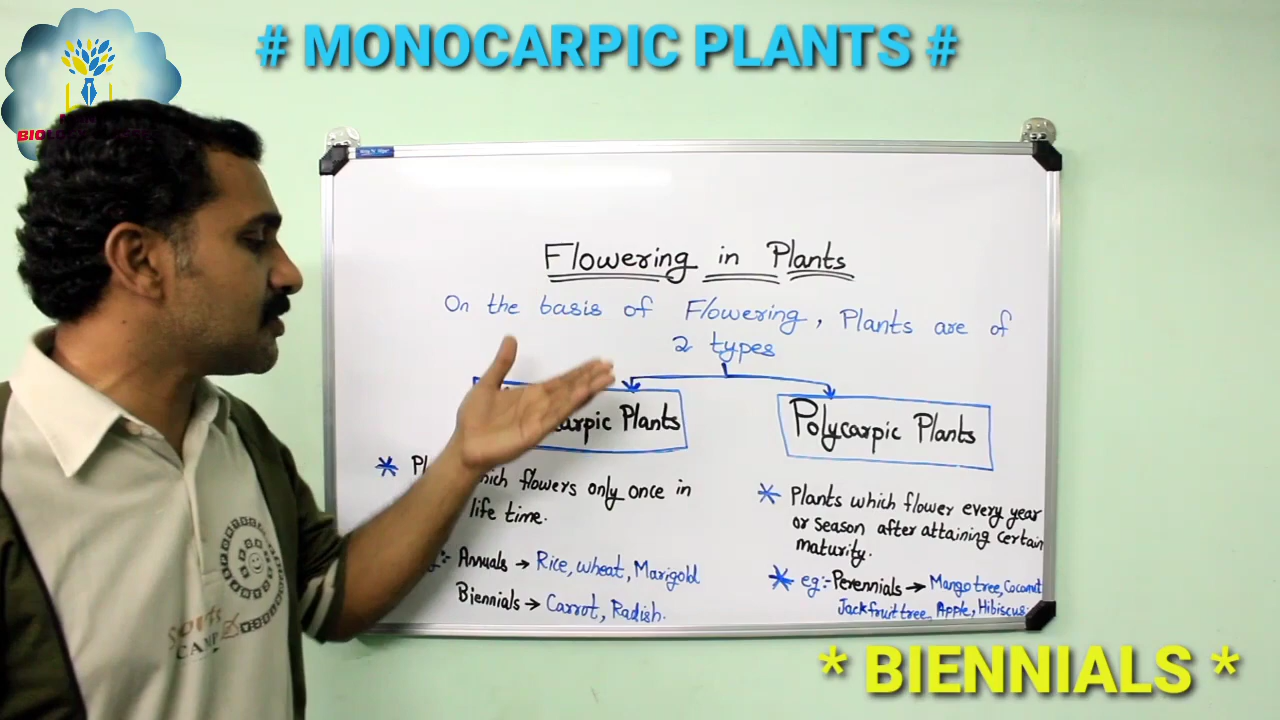 # MONOCARPIC PLANTS #
Flowering in Plants
On the basis of Flowering, Plants are of
2 types
Plants
Polycarpic Plants
flowers only once in
life time.
Annuals → Rice, wheat, Marigold
Biennials → Carrot, Radish.
* Plants which flower every year
or season after attaining certain
maturity.
* eg:- Perennials → Mango tree, Coconut
Jackfruit tree, Apple, Hibiscus.
* BIENNIALS *